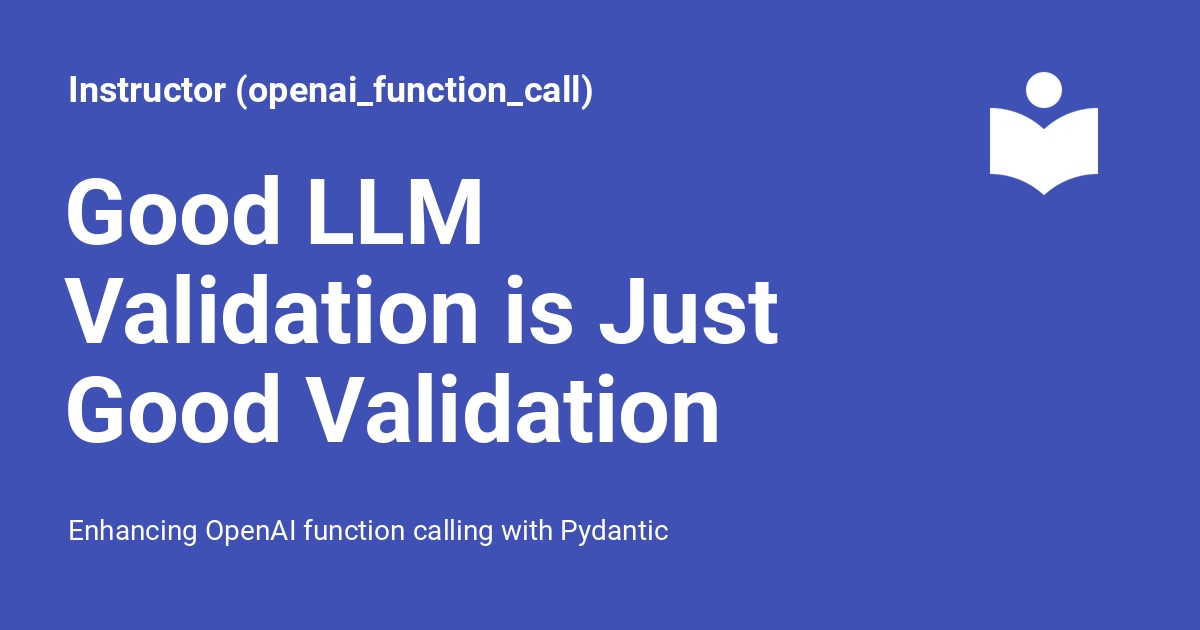 Instructor (openai_function_call)
Good LLM
Validation is Just
Good Validation
Enhancing OpenAI function calling with Pydantic